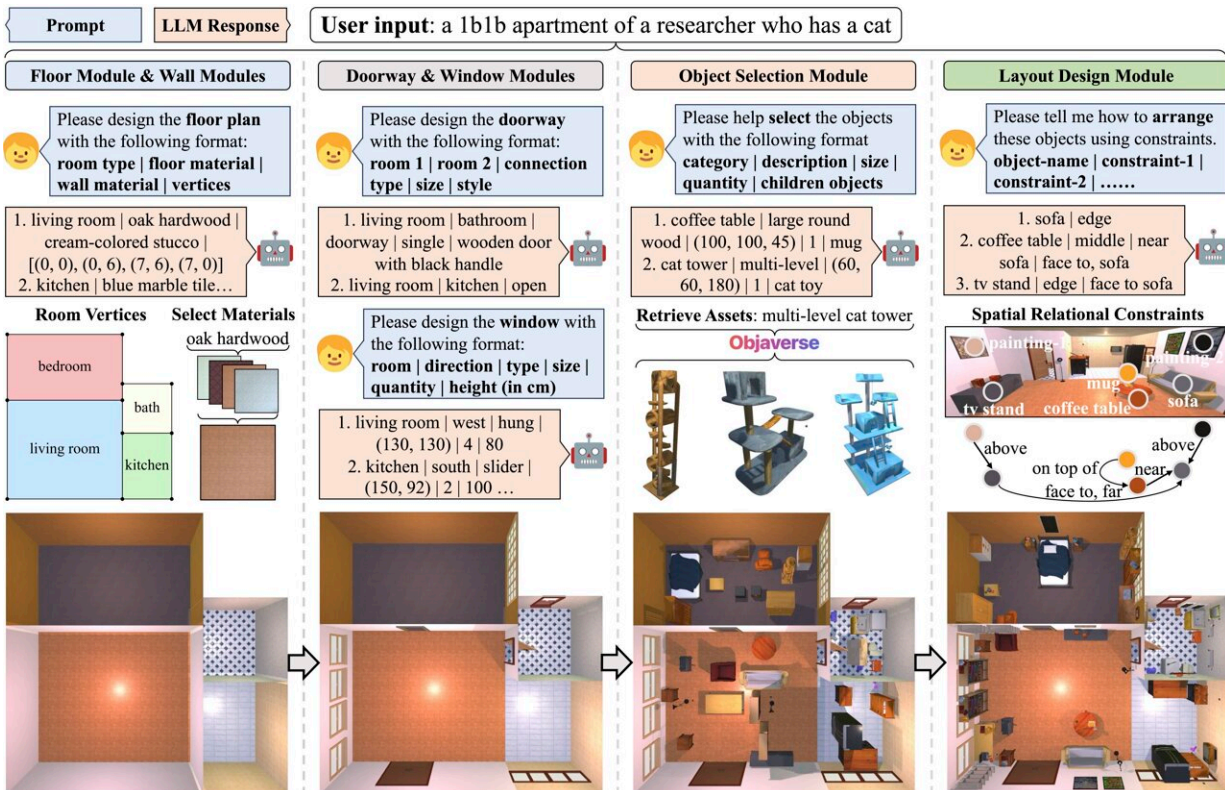 Prompt
LLM Response
User input: a 1b1b apartment of a researcher who has a cat
Floor Module & Wall Modules
Please design the floor plan
with the following format:
room type | floor material |
wall material | vertices
1. living room | oak hardwood |
cream-colored stucco |
[(0, 0), (0, 6), (7, 6), (7, 0)]
2. kitchen | blue marble tile…
Room Vertices
Select Materials
oak hardwood
bedroom
bath
living room
kitchen
Doorway & Window Modules
Please design the doorway
with the following format:
room 1 | room 2 | connection
type | size | style
1. living room | bathroom |
doorway | single | wooden door
with black handle
2. living room | kitchen | open
Please design the window with
the following format:
room | direction | type | size |
quantity | height (in cm)
1. living room | west | hung |
(130, 130) | 4 | 80
2. kitchen | south | slider |
(150, 92) | 2 | 100 …
Object Selection Module
Please help select the objects
with the following format
category | description | size |
quantity | children objects
1. coffee table | large round
wood | (100, 100, 45) | 1 | mug
2. cat tower | multi-level | (60,
60, 180) | 1 | cat toy
Retrieve Assets: multi-level cat tower
Objaverse
Layout Design Module
Please tell me how to arrange
these objects using constraints.
object-name | constraint-1 |
constraint-2 | ……
1. sofa | edge
2. coffee table | middle | near
sofa | face to, sofa
3. tv stand | edge | face to sofa
Spatial Relational Constraints
painting-1
painting-2
mug
tv stand
coffee table
sofa
above
above
on top of
near
face to, far